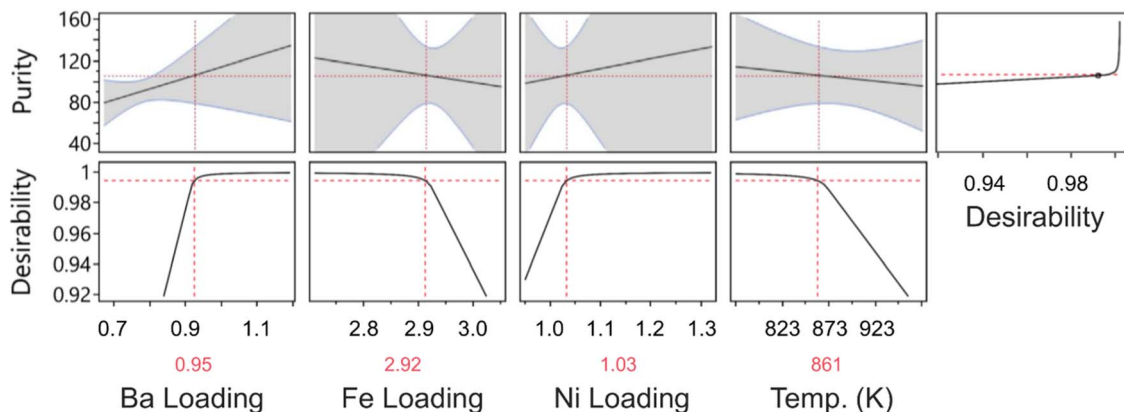 Purity
160
120
80
40
Desirability
1
0.98
0.96
0.94
0.92
0.94 0.98
Desirability
0.7 0.9 1.1 2.8 2.9 3.0 1.0 1.1 1.2 1.3 823 873 923
0.95 2.92 1.03 861
Ba Loading Fe Loading Ni Loading Temp. (K)